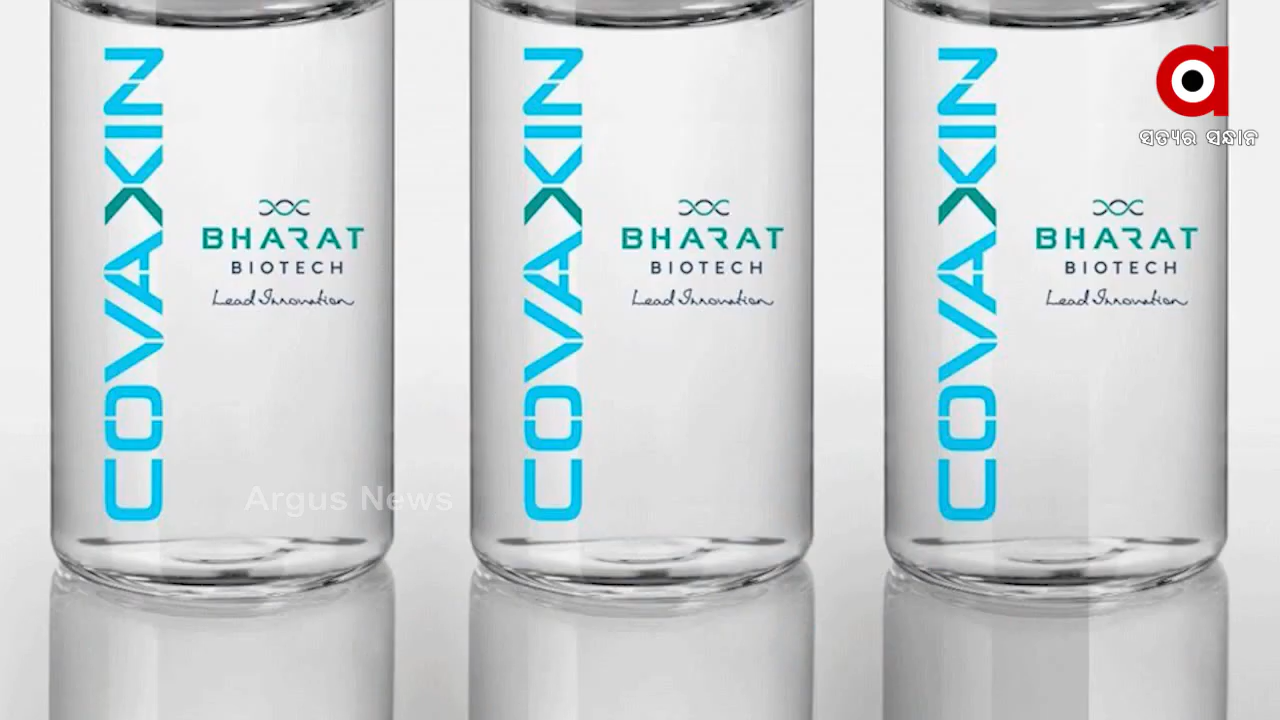 COVAXIN
BHARAT
BIOTECH
Lead Innovation
COVAXIN
BHARAT
BIOTECH
Lead Innovation
COVAXIN
BHARAT
BIOTECH
Lead Innovation
a
ସତ୍ୟର ସନ୍ଧାନ
Argus News